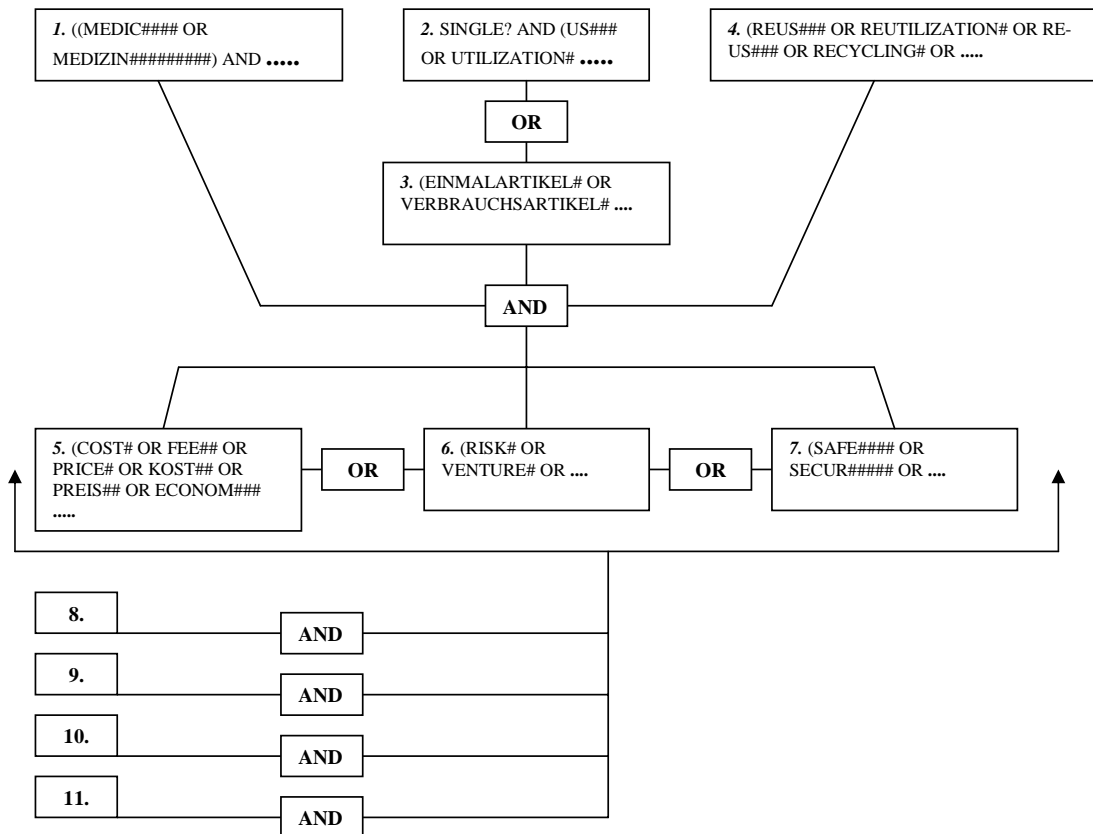 1. ((MEDIC#### OR
MEDIZIN#########) AND .....
2. SINGLE? AND (US###
OR UTILIZATION# .....
4. (REUS### OR REUTILIZATION# OR RE-
US### OR RECYCLING# OR .....
OR
3. (EINMALARTIKEL# OR
VERBRAUCHSARTIKEL# ....
AND
5. (COST# OR FEE## OR
PRICE# OR KOST## OR
PREIS## OR ECONOM###
.....
OR
6. (RISK# OR
VENTURE# OR ....
OR
7. (SAFE#### OR
SECUR##### OR ....
8.
AND
9.
AND
10.
AND
11.
AND